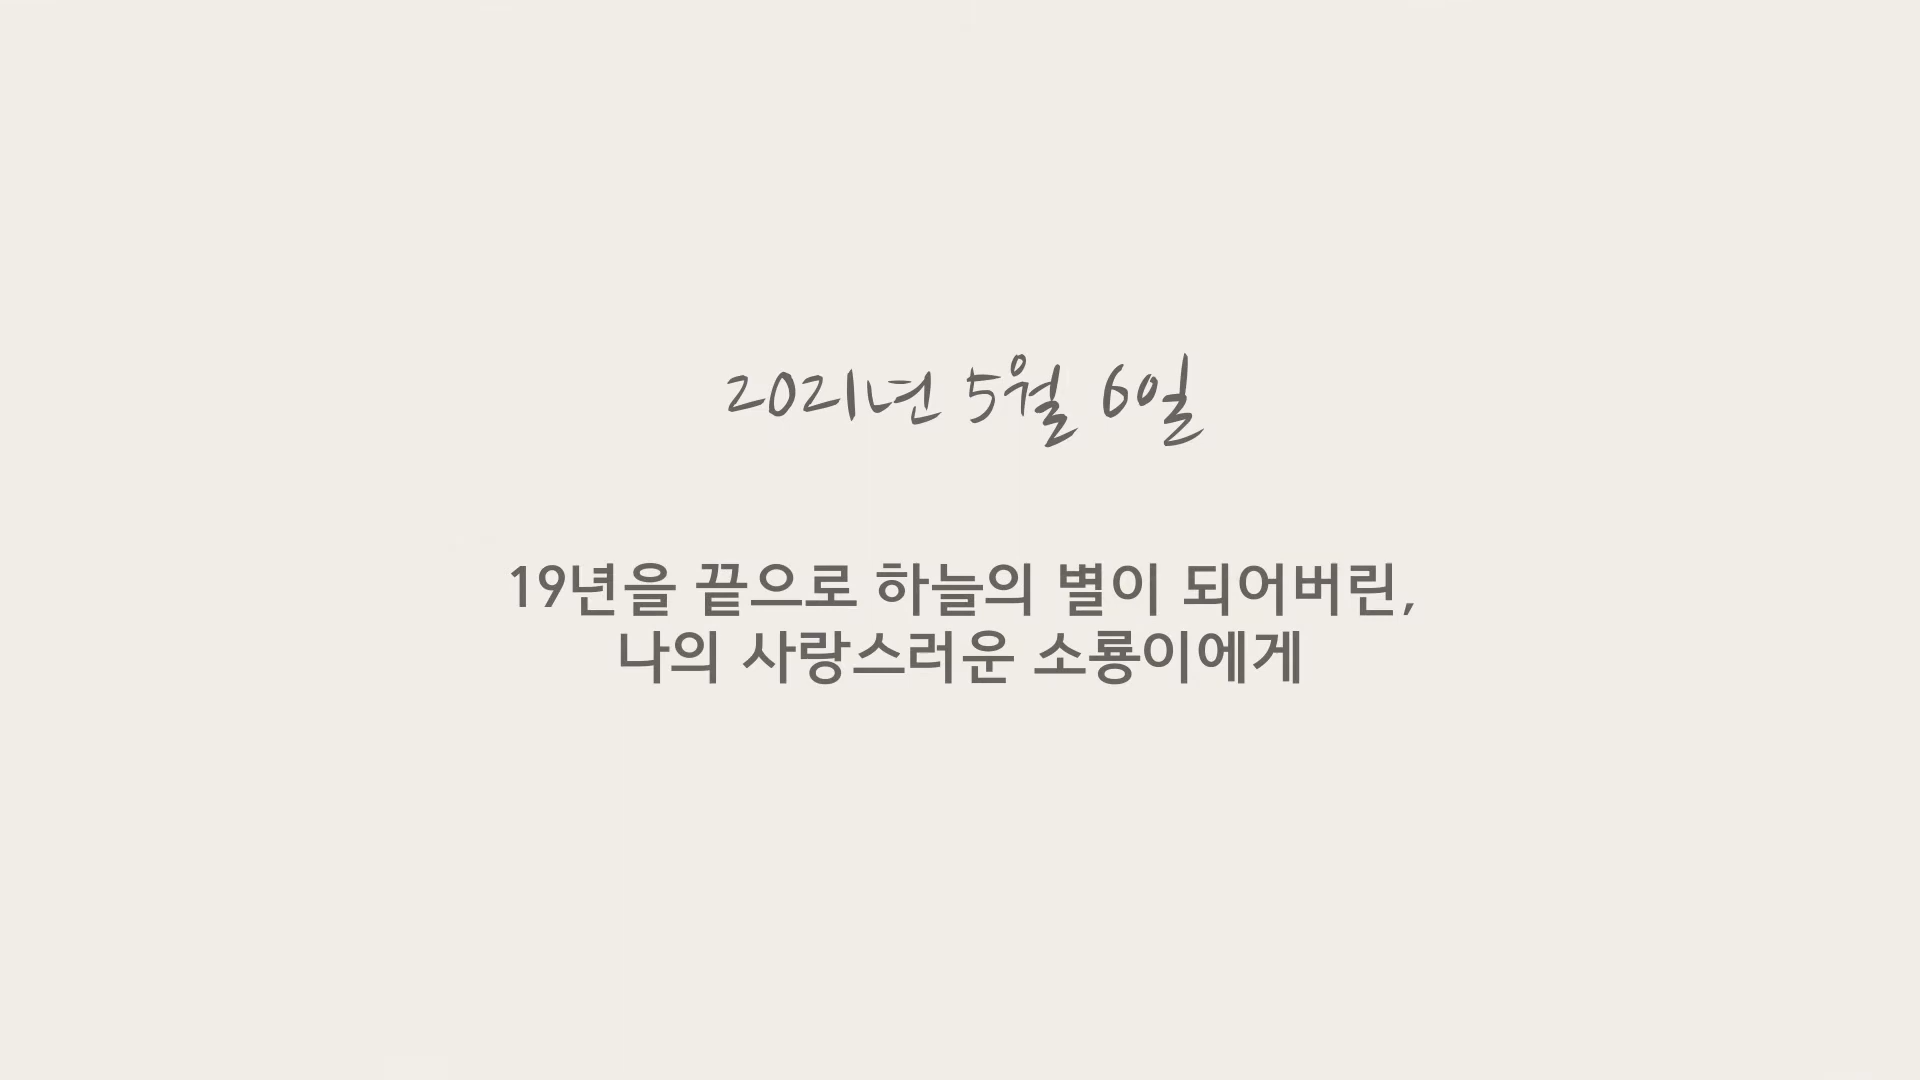 2021년 5월 6일
19년을 끝으로 하늘의 별이 되어버린,
나의 사랑스러운 소룡이에게